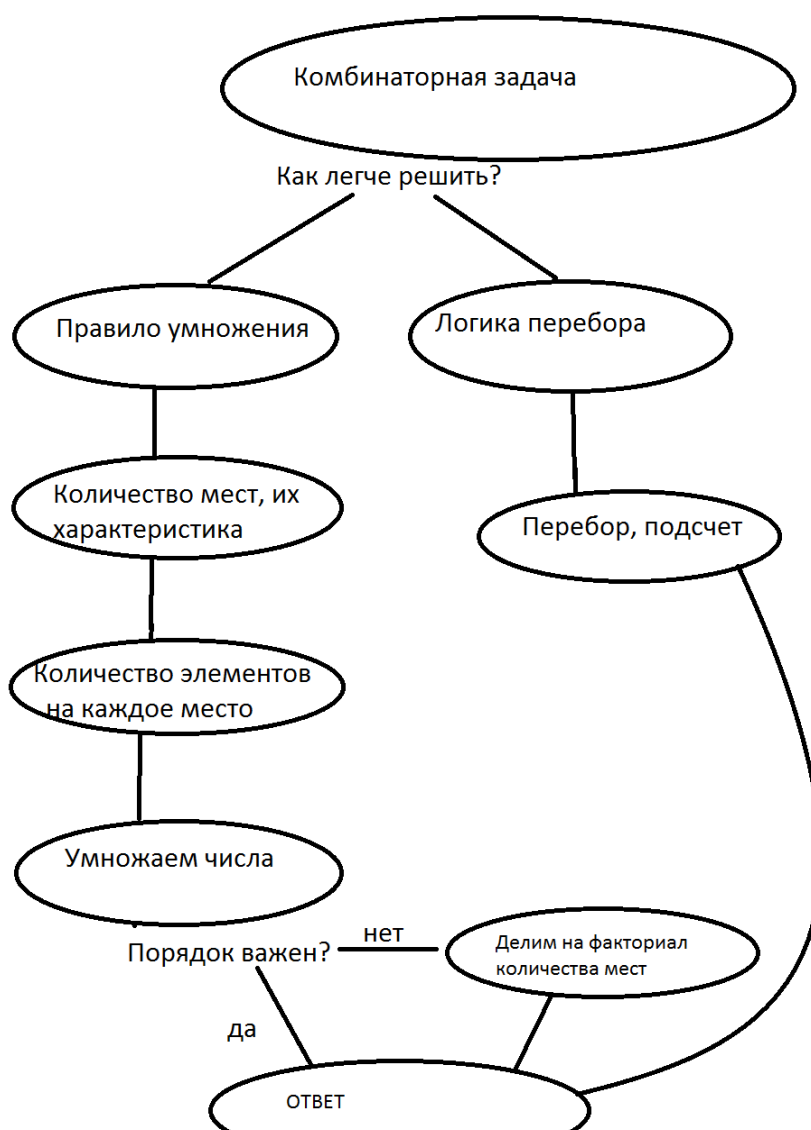 Комбинаторная задача
Как легче решить?
Правило умножения
Логика перебора
Количество мест, их
характеристика
Перебор, подсчет
Количество элементов
на каждое место
Умножаем числа
Порядок важен?
нет
Делим на факториал
количества мест
да
ОТВЕТ